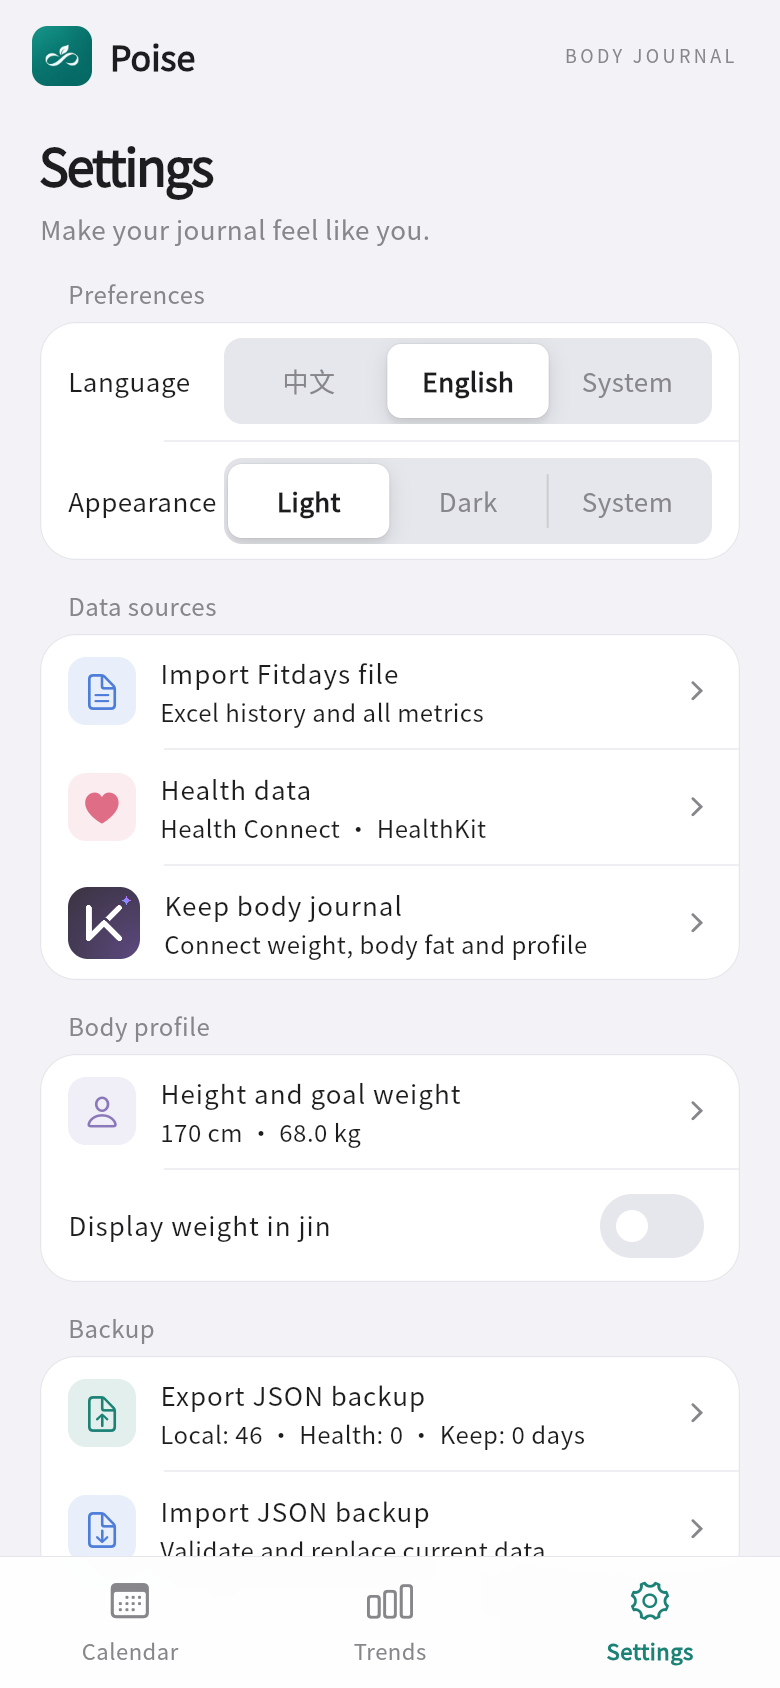 Poise
BODY JOURNAL
Settings
Make your journal feel like you.
Preferences
Language
中文
English
System
Appearance
Light
Dark
System
Data sources
Import Fitdays file
Excel history and all metrics
Health data
Health Connect • HealthKit
Keep body journal
Connect weight, body fat and profile
Body profile
Height and goal weight
170 cm • 68.0 kg
Display weight in jin
Backup
Export JSON backup
Local: 46 • Health: 0 • Keep: 0 days
Import JSON backup
Validate and replace current data
Calendar
Trends
Settings